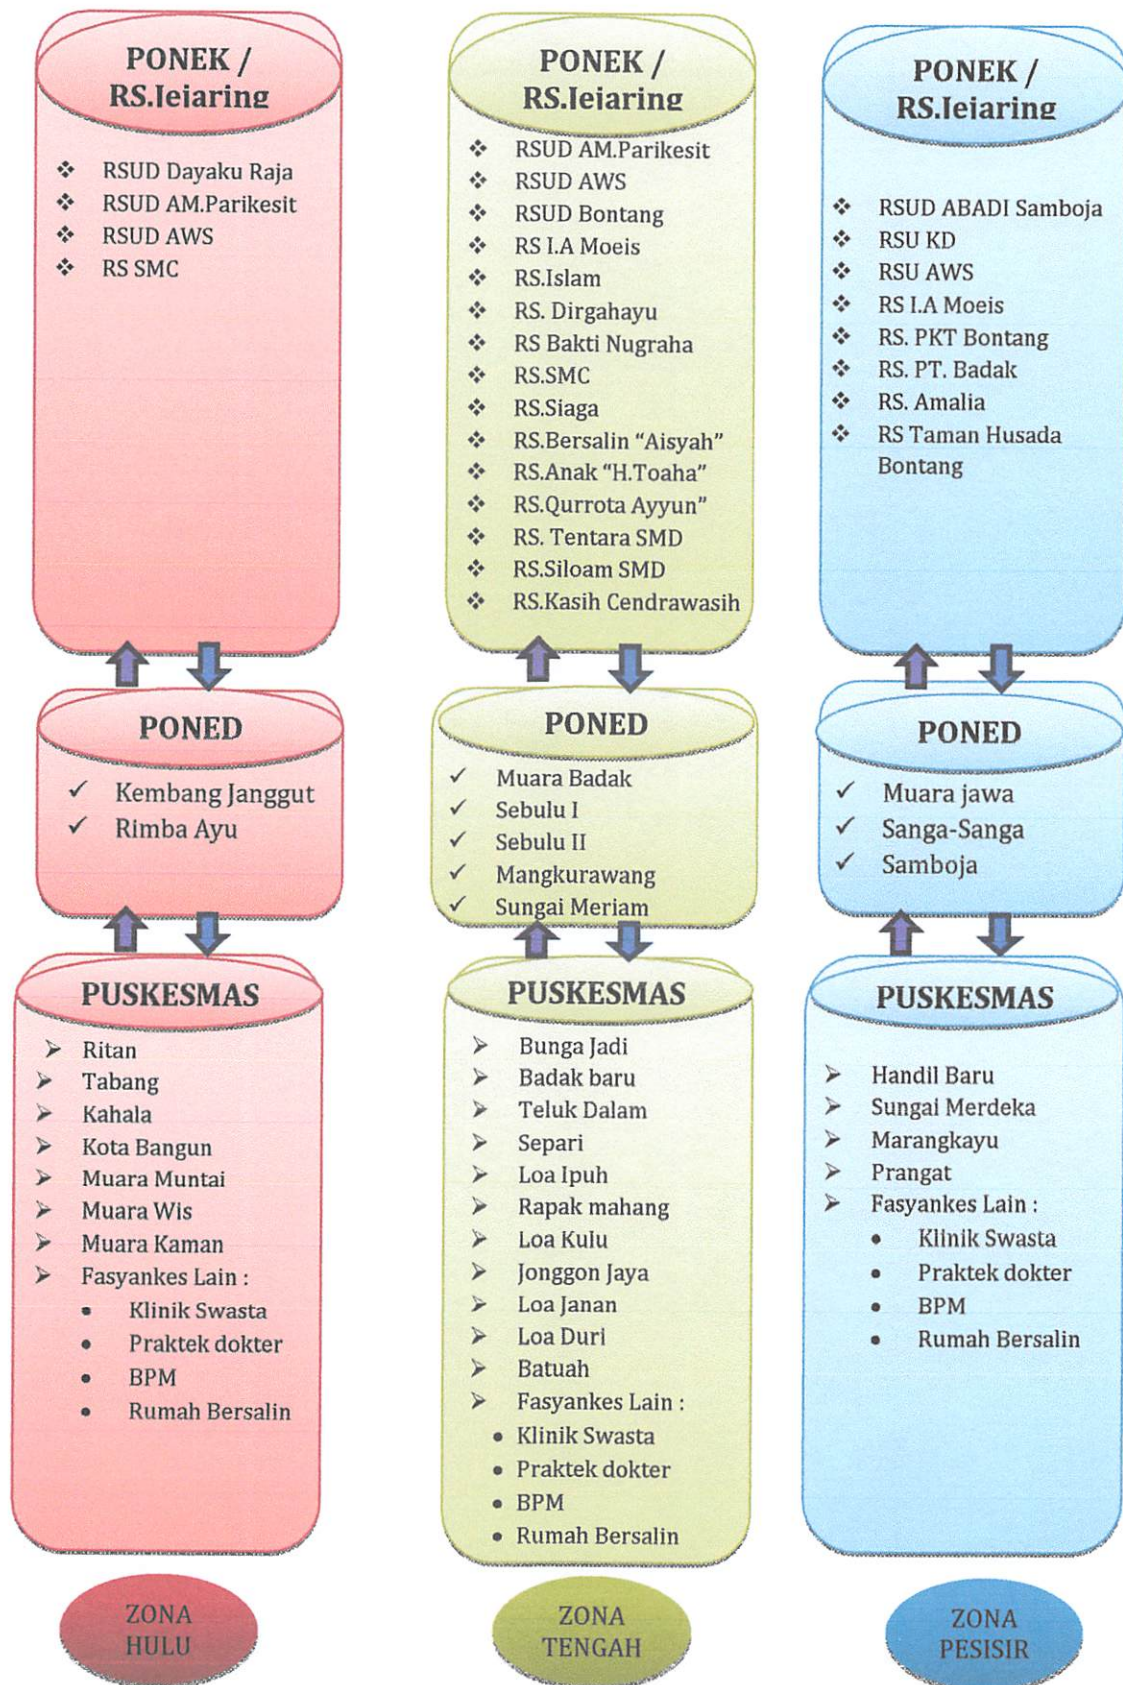 PONEK /
RS.Jejaring
❖ RSUD Dayaku Raja
❖ RSUD AM.Parikesit
❖ RSUD AWS
❖ RS SMC
PONED
✓ Kembang Janggut
✓ Rimba Ayu
PUSKESMAS
➢ Ritan
➢ Tabang
➢ Kahala
➢ Kota Bangun
➢ Muara Muntai
➢ Muara Wis
➢ Muara Kaman
➢ Fasyankes Lain :
• Klinik Swasta
• Praktek dokter
• BPM
• Rumah Bersalin
ZONA
HULU
PONEK /
RS.Jejaring
❖ RSUD AM.Parikesit
❖ RSUD AWS
❖ RSUD Bontang
❖ RS I.A Moeis
❖ RS.Islam
❖ RS. Dirgahayu
❖ RS Bakti Nugraha
❖ RS.SMC
❖ RS.Siaga
❖ RS.Bersalin “Aisyah”
❖ RS.Anak “H.Toaha”
❖ RS.Qurrota Ayyun”
❖ RS. Tentara SMD
❖ RS.Siloam SMD
❖ RS.Kasih Cendrawasih
PONED
✓ Muara Badak
✓ Sebulu I
✓ Sebulu II
✓ Mangkurawang
✓ Sungai Meriam
PUSKESMAS
➢ Bunga Jadi
➢ Badak baru
➢ Teluk Dalam
➢ Separi
➢ Loa Ipuh
➢ Rapak mahang
➢ Loa Kulu
➢ Jonggon Jaya
➢ Loa Janan
➢ Loa Duri
➢ Batuah
➢ Fasyankes Lain :
• Klinik Swasta
• Praktek dokter
• BPM
• Rumah Bersalin
ZONA
TENGAH
PONEK /
RS.Jejaring
❖ RSUD ABADI Samboja
❖ RSU KD
❖ RSU AWS
❖ RS I.A Moeis
❖ RS. PKT Bontang
❖ RS. PT. Badak
❖ RS. Amalia
❖ RS Taman Husada
Bontang
PONED
✓ Muara jawa
✓ Sanga-Sanga
✓ Samboja
PUSKESMAS
➢ Handil Baru
➢ Sungai Merdeka
➢ Marangkayu
➢ Prangat
➢ Fasyankes Lain :
• Klinik Swasta
• Praktek dokter
• BPM
• Rumah Bersalin
ZONA
PESISIR